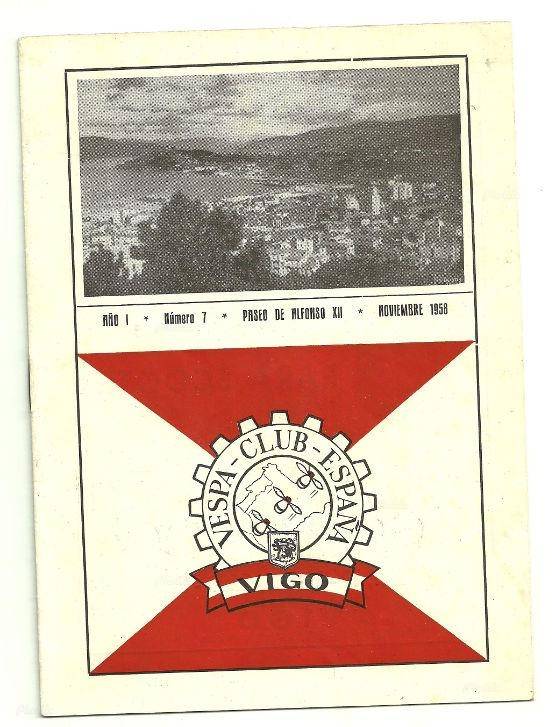 AÑO I * Número 7 * PASEO DE ALFONSO XII * NOVIEMBRE 1958
VESPA-CLUB-ESPAÑA
VIGO